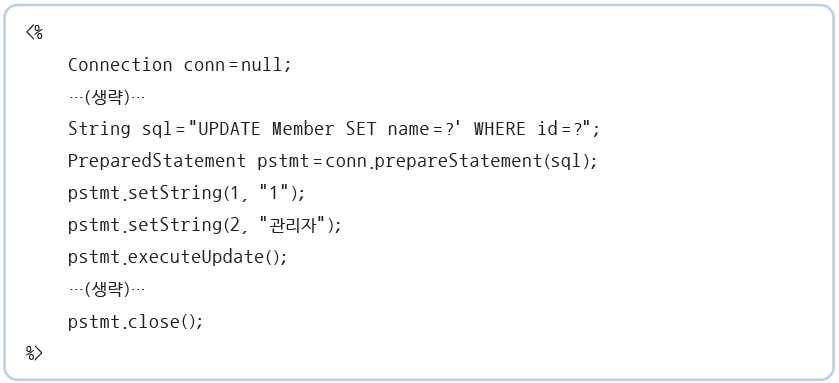 <%
Connection conn=null;
…(생략)…
String sql="UPDATE Member SET name=?' WHERE id=?";
PreparedStatement pstmt=conn.prepareStatement(sql);
pstmt.setString(1, "1");
pstmt.setString(2, "관리자");
pstmt.executeUpdate();
…(생략)…
pstmt.close();
%>